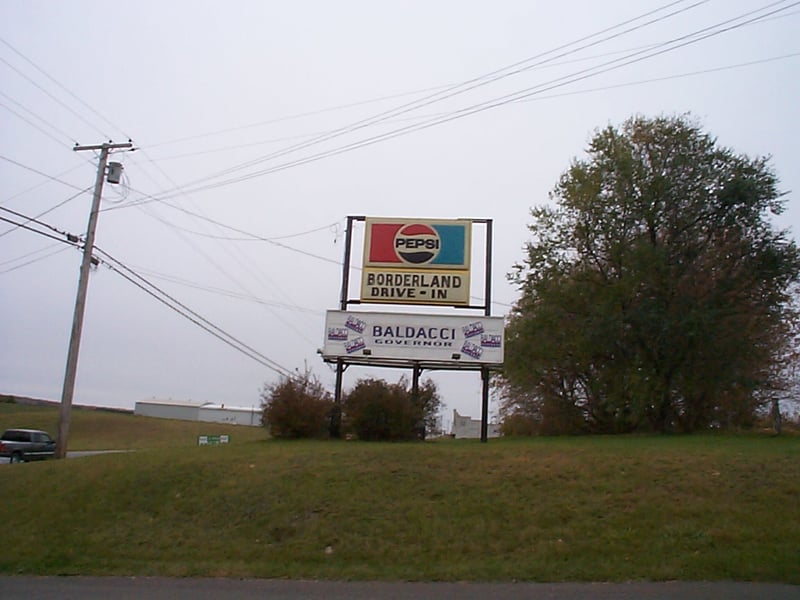 PEPSI
BORDERLAND
DRIVE-IN
BALDACCI
GOVERNOR